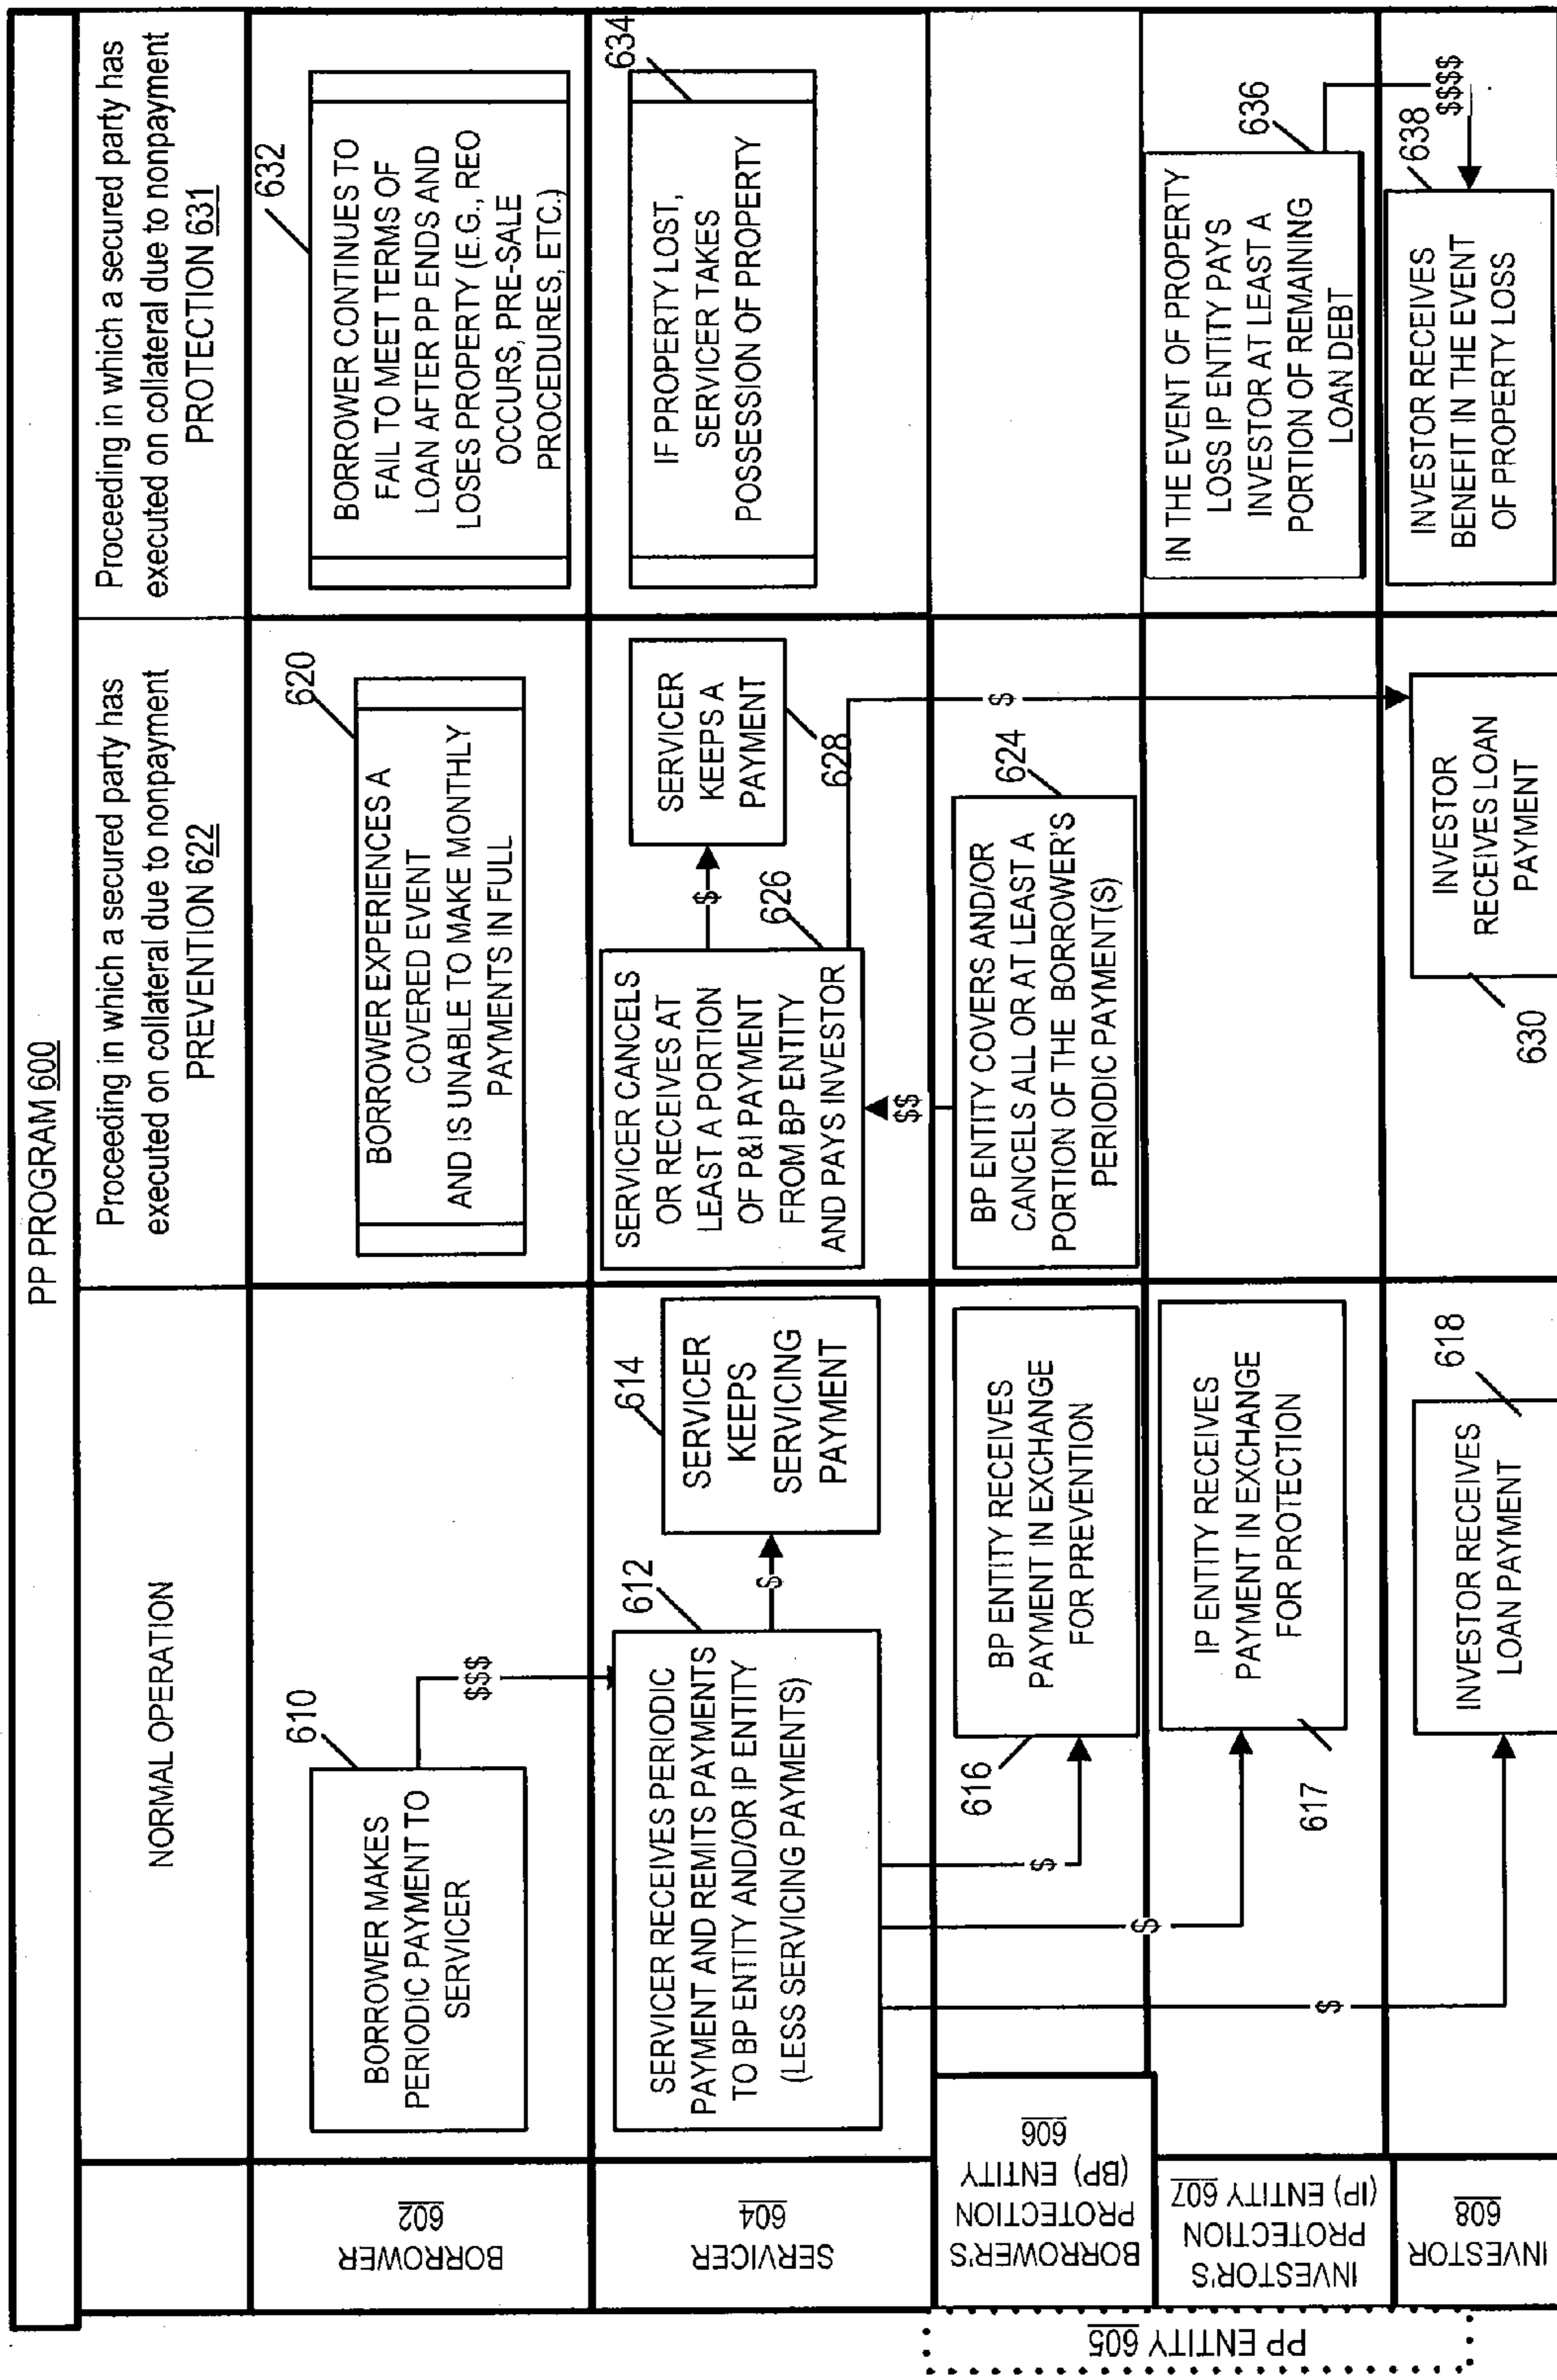 PP PROGRAM 600
NORMAL OPERATION
Proceeding in which a secured party has
executed on collateral due to nonpayment
PREVENTION 622
Proceeding in which a secured party has
executed on collateral due to nonpayment
PROTECTION 631
BORROWER
602
610
BORROWER MAKES
PERIODIC PAYMENT TO
SERVICER
$$$
620
BORROWER EXPERIENCES A
COVERED EVENT
AND IS UNABLE TO MAKE MONTHLY
PAYMENTS IN FULL
632
BORROWER CONTINUES TO
FAIL TO MEET TERMS OF
LOAN AFTER PP ENDS AND
LOSES PROPERTY (E.G., REO
OCCURS, PRE-SALE
PROCEDURES, ETC.)
SERVICER
604
612
SERVICER RECEIVES PERIODIC
PAYMENT AND REMITS PAYMENTS
TO BP ENTITY AND/OR IP ENTITY
(LESS SERVICING PAYMENTS)
$
614
SERVICER
KEEPS
SERVICING
PAYMENT
SERVICER CANCELS
OR RECEIVES AT
LEAST A PORTION
OF P&I PAYMENT
FROM BP ENTITY
AND PAYS INVESTOR
626
$
SERVICER
KEEPS A
PAYMENT
628
634
IF PROPERTY LOST,
SERVICER TAKES
POSSESSION OF PROPERTY
PP ENTITY 605
BORROWER'S
PROTECTION
(BP) ENTITY
606
$
616
BP ENTITY RECEIVES
PAYMENT IN EXCHANGE
FOR PREVENTION
$$
BP ENTITY COVERS AND/OR
CANCELS ALL OR AT LEAST A
PORTION OF THE BORROWER'S
PERIODIC PAYMENT(S)
624
$
INVESTOR'S
PROTECTION
(IP) ENTITY 607
$
617
IP ENTITY RECEIVES
PAYMENT IN EXCHANGE
FOR PROTECTION
IN THE EVENT OF PROPERTY
LOSS IP ENTITY PAYS
INVESTOR AT LEAST A
PORTION OF REMAINING
LOAN DEBT
636
INVESTOR
608
$
INVESTOR RECEIVES
LOAN PAYMENT
618
630
INVESTOR
RECEIVES LOAN
PAYMENT
638
$$$$
INVESTOR RECEIVES
BENEFIT IN THE EVENT
OF PROPERTY LOSS